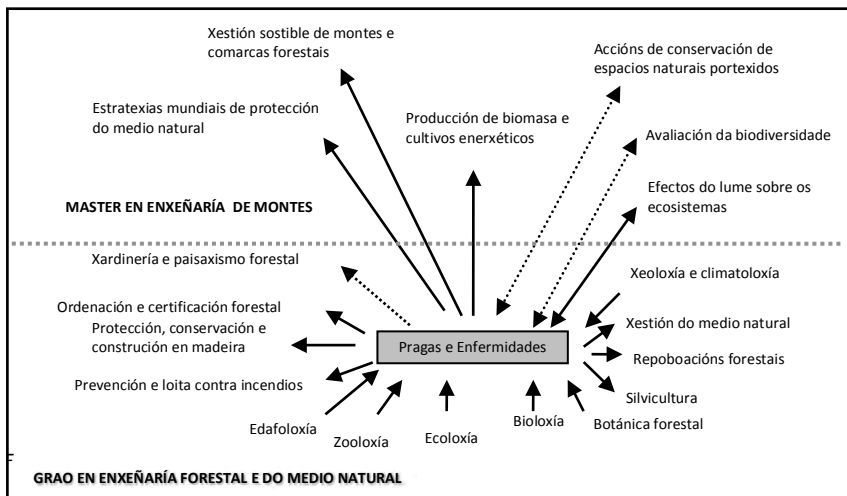 Xestión sostible de montes e
comarcas forestais
Accións de conservación de
espacios naturais portexidos
Estratexias mundiais de protección
do medio natural
Producción de biomasa e
cultivos enerxéticos
Avaliación da biodiversidade
Efectos do lume sobre os
ecosistemas
MASTER EN ENXEÑARÍA DE MONTES
Xardinería e paisaxismo forestal
Xeoloxía e climatoloxía
Ordenación e certificación forestal
Protección, conservación e
construción en madeira
Pragas e Enfermidades
Xestión do medio natural
Repoboacións forestais
Prevención e loita contra incendios
Silvicultura
Edafoloxía
Zooloxía
Ecoloxía
Bioloxía
Botánica forestal
F
GRAO EN ENXEÑARÍA FORESTAL E DO MEDIO NATURAL